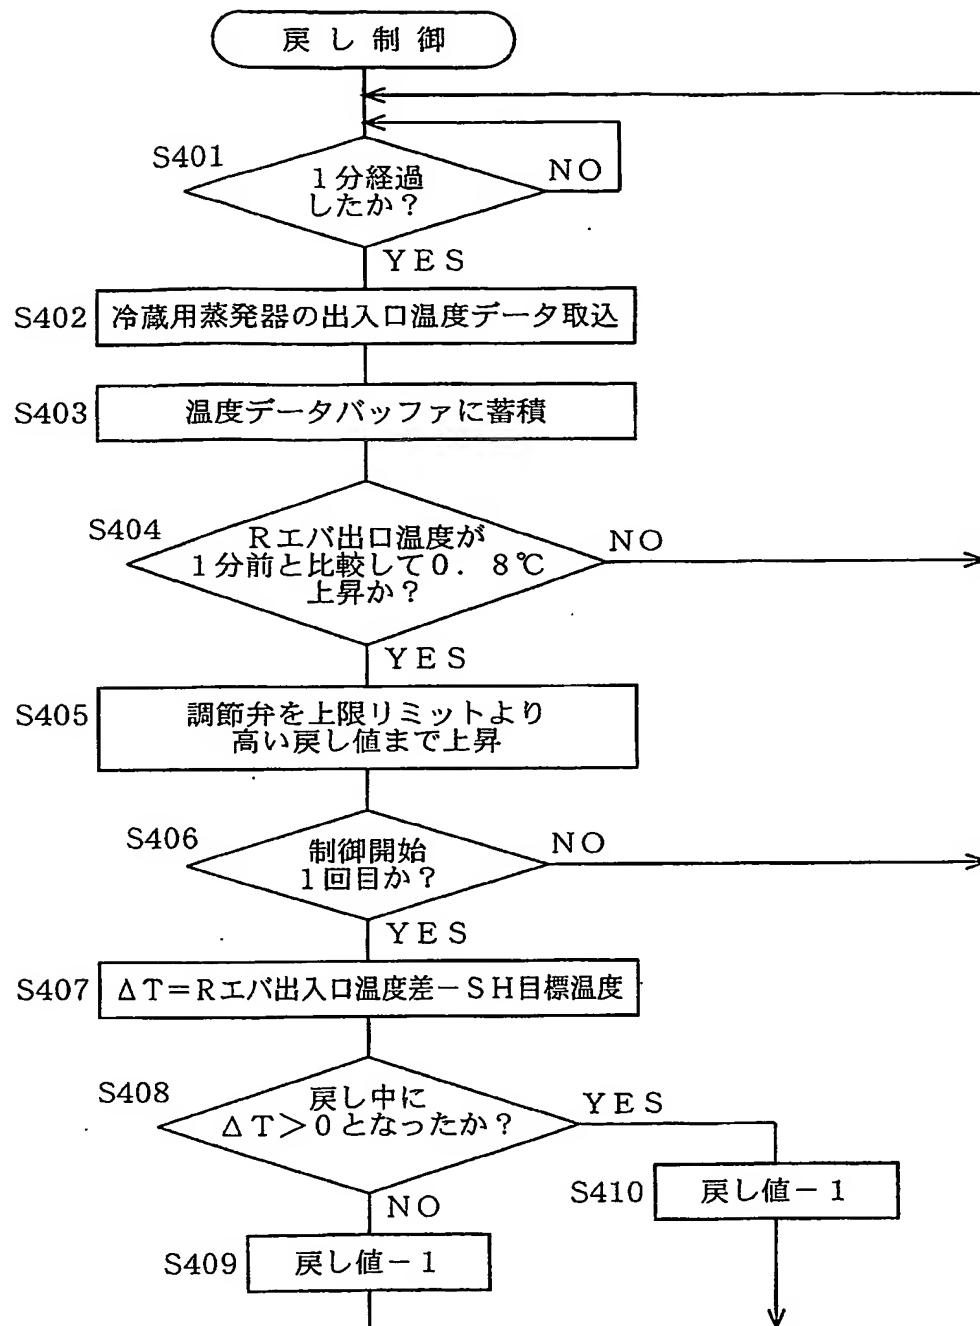 戻し制御
S401
1分経過
したか？
NO
YES
S402
冷蔵用蒸発器の出入口温度データ取込
S403
温度データバッファに蓄積
S404
Rエバ出口温度が
1分前と比較して0．8℃
上昇か？
NO
YES
S405
調節弁を上限リミットより
高い戻し値まで上昇
S406
制御開始
1回目か？
NO
YES
S407
ΔT＝Rエバ出入口温度差－SH目標温度
S408
戻し中に
ΔT＞0となったか？
YES
S410
戻し値－1
NO
S409
戻し値－1